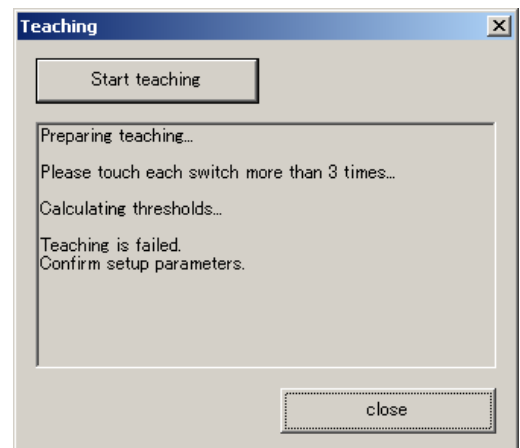 Teaching
Start teaching
Preparing teaching...
Please touch each switch more than 3 times...
Calculating thresholds...
Teaching is failed.
Confirm setup parameters.
close